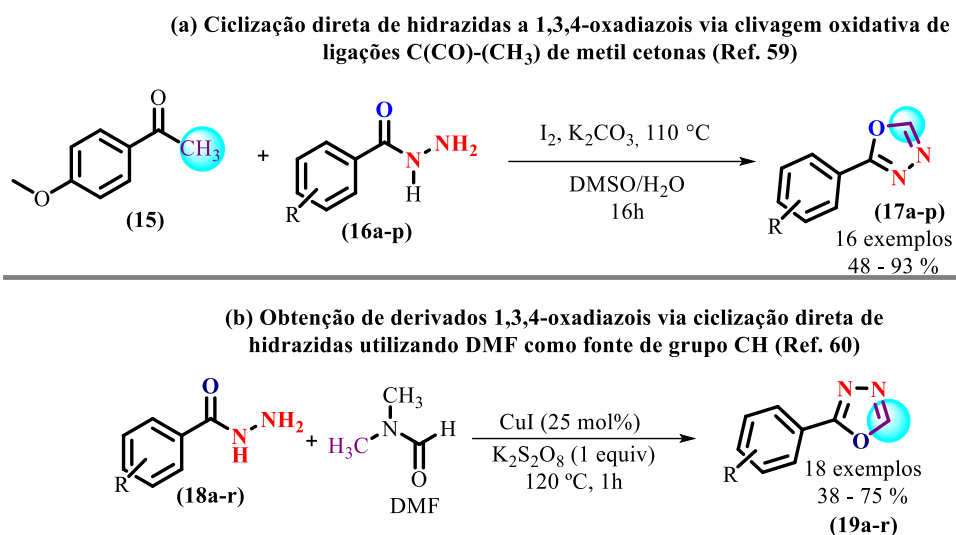 (a) Ciclização direta de hidrazidas a 1,3,4-oxadiazois via clivagem oxidativa de
ligações C(CO)-(CH₃) de metil cetonas (Ref. 59)
O
CH₃
O
(15)
+
O
NH₂
N
H
R
(16a-p)
I₂, K₂CO₃, 110 °C
DMSO/H₂O
16h
O
N
N
R
(17a-p)
16 exemplos
48 - 93 %
(b) Obtenção de derivados 1,3,4-oxadiazois via ciclização direta de
hidrazidas utilizando DMF como fonte de grupo CH (Ref. 60)
O
NH₂
N
H
R
(18a-r)
+
CH₃
N
H₃C
H
O
DMF
CuI (25 mol%)
K₂S₂O₈ (1 equiv)
120 ºC, 1h
N
N
O
R
18 exemplos
38 - 75 %
(19a-r)